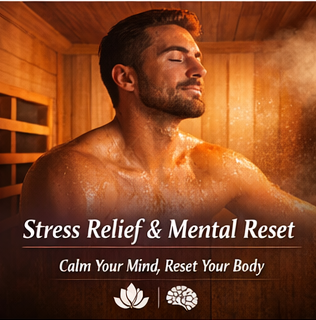 Stress Relief & Mental Reset
Calm Your Mind, Reset Your Body